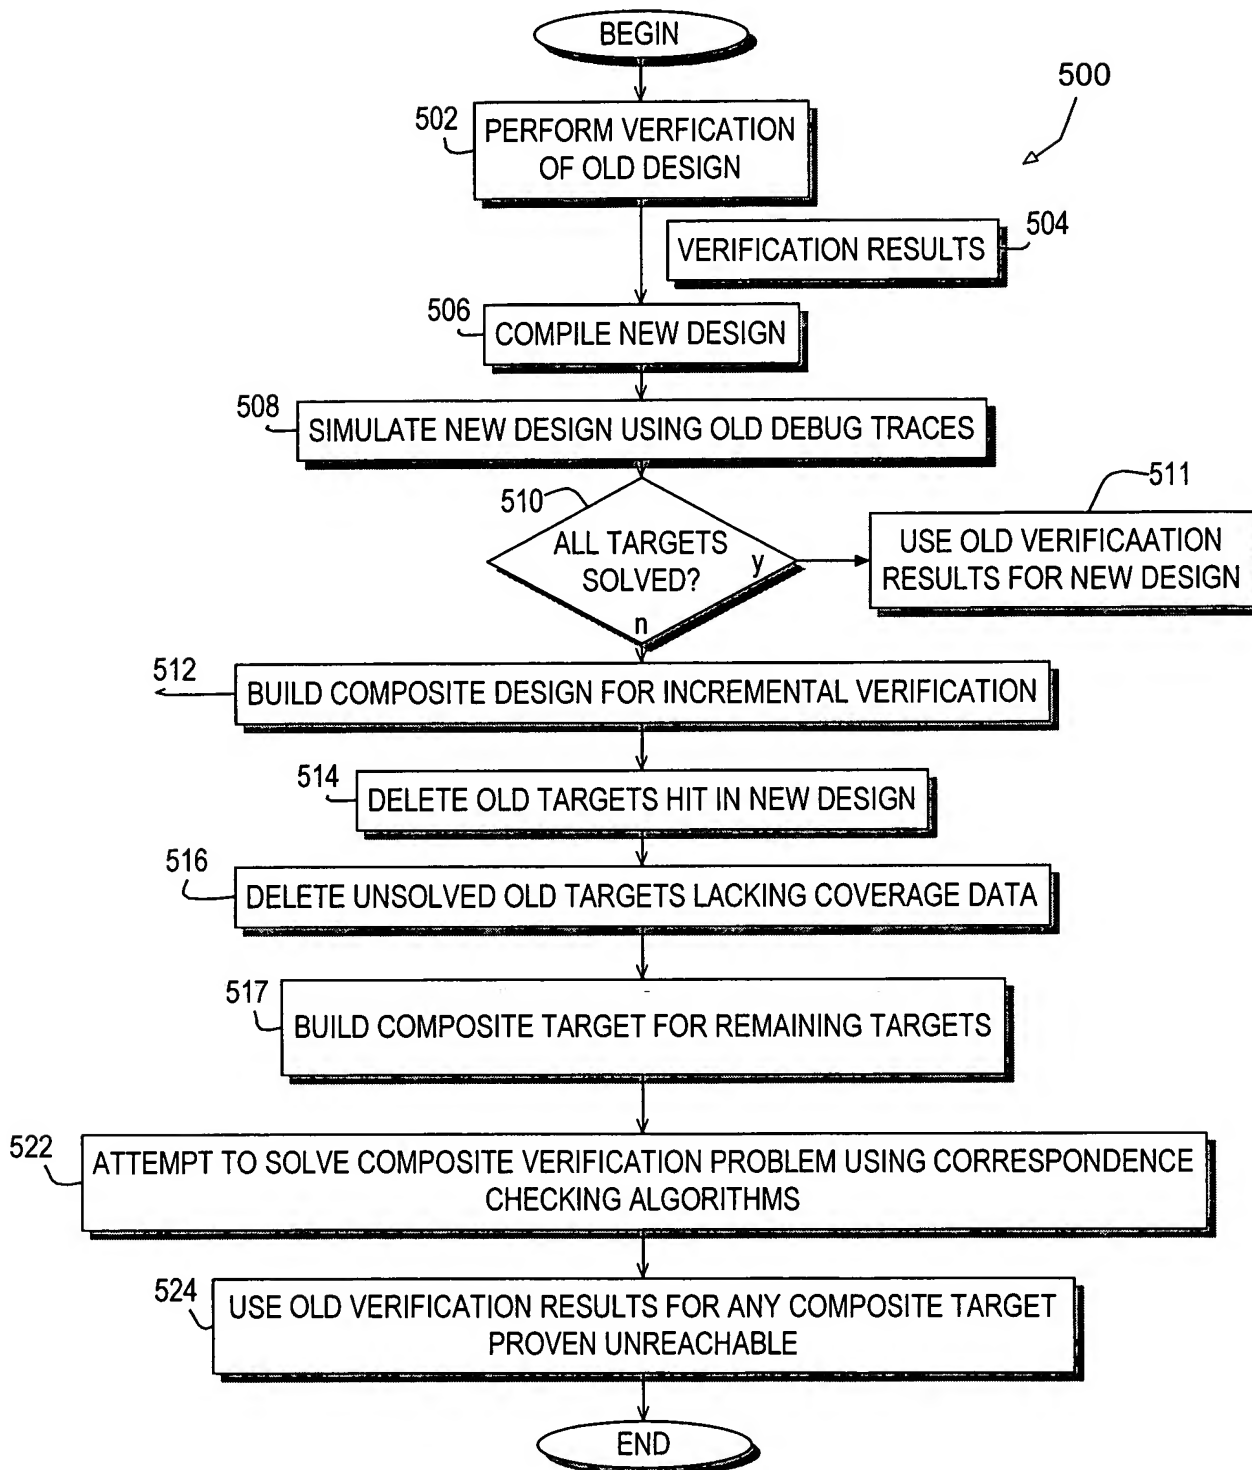 BEGIN
500
502
PERFORM VERFICATION
OF OLD DESIGN
504
VERIFICATION RESULTS
506
COMPILE NEW DESIGN
508
SIMULATE NEW DESIGN USING OLD DEBUG TRACES
510
ALL TARGETS
SOLVED?
y
n
511
USE OLD VERIFICAATION
RESULTS FOR NEW DESIGN
512
BUILD COMPOSITE DESIGN FOR INCREMENTAL VERIFICATION
514
DELETE OLD TARGETS HIT IN NEW DESIGN
516
DELETE UNSOLVED OLD TARGETS LACKING COVERAGE DATA
517
BUILD COMPOSITE TARGET FOR REMAINING TARGETS
522
ATTEMPT TO SOLVE COMPOSITE VERIFICATION PROBLEM USING CORRESPONDENCE
CHECKING ALGORITHMS
524
USE OLD VERIFICATION RESULTS FOR ANY COMPOSITE TARGET
PROVEN UNREACHABLE
END